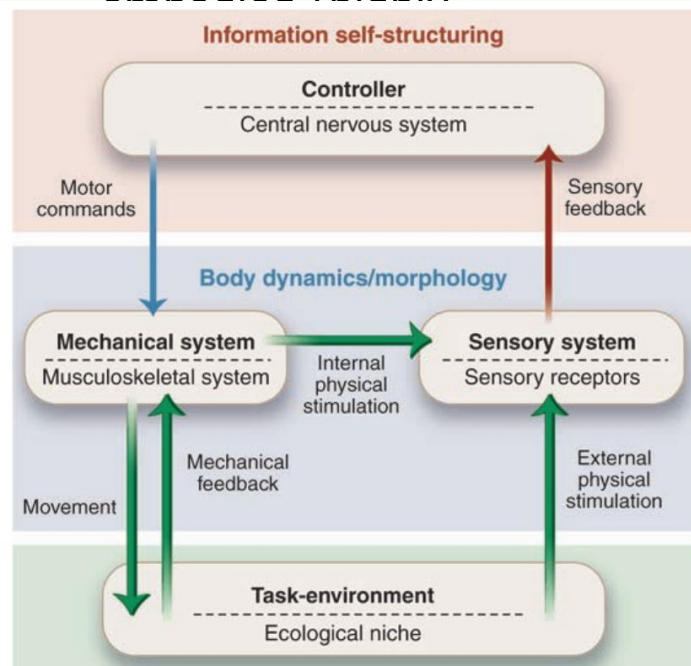 Information self-structuring
Controller
Central nervous system
Motor
commands
Sensory
feedback
Body dynamics/morphology
Mechanical system
Musculoskeletal system
Internal
physical
stimulation
Sensory system
Sensory receptors
Movement
Mechanical
feedback
External
physical
stimulation
Task-environment
Ecological niche